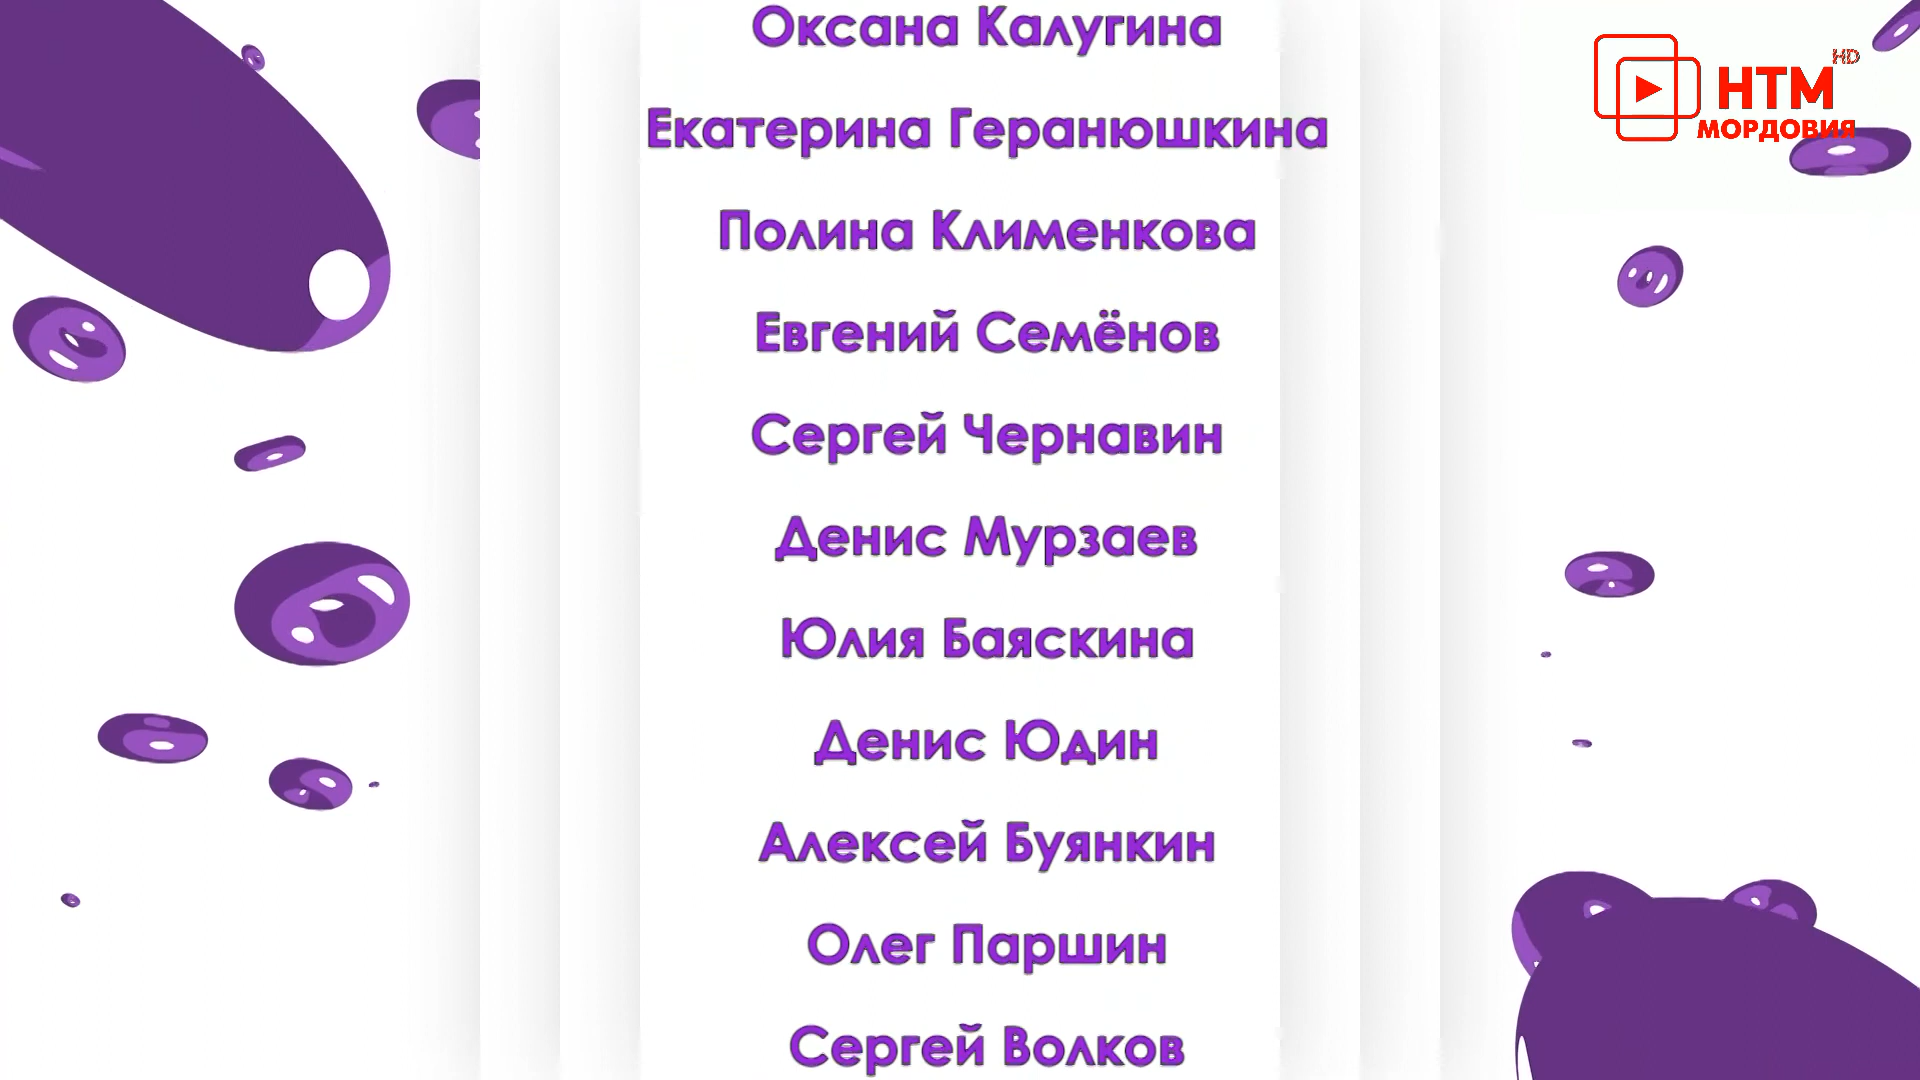 Оксана Калугина
Екатерина Геранюшкина
Полина Клименкова
Евгений Семёнов
Сергей Чернавин
Денис Мурзаев
Юлия Баяскина
Денис Юдин
Алексей Буянкин
Олег Паршин
Сергей Волков
НТМ HD
МОРДОВИЯ